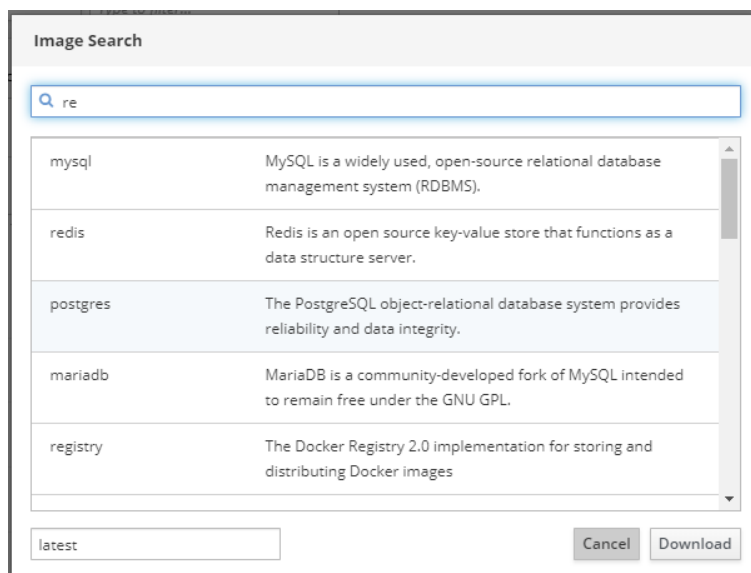 Image Search
re
mysql
MySQL is a widely used, open-source relational database
management system (RDBMS).
redis
Redis is an open source key-value store that functions as a
data structure server.
postgres
The PostgreSQL object-relational database system provides
reliability and data integrity.
mariadb
MariaDB is a community-developed fork of MySQL intended
to remain free under the GNU GPL.
registry
The Docker Registry 2.0 implementation for storing and
distributing Docker images
latest
Cancel
Download